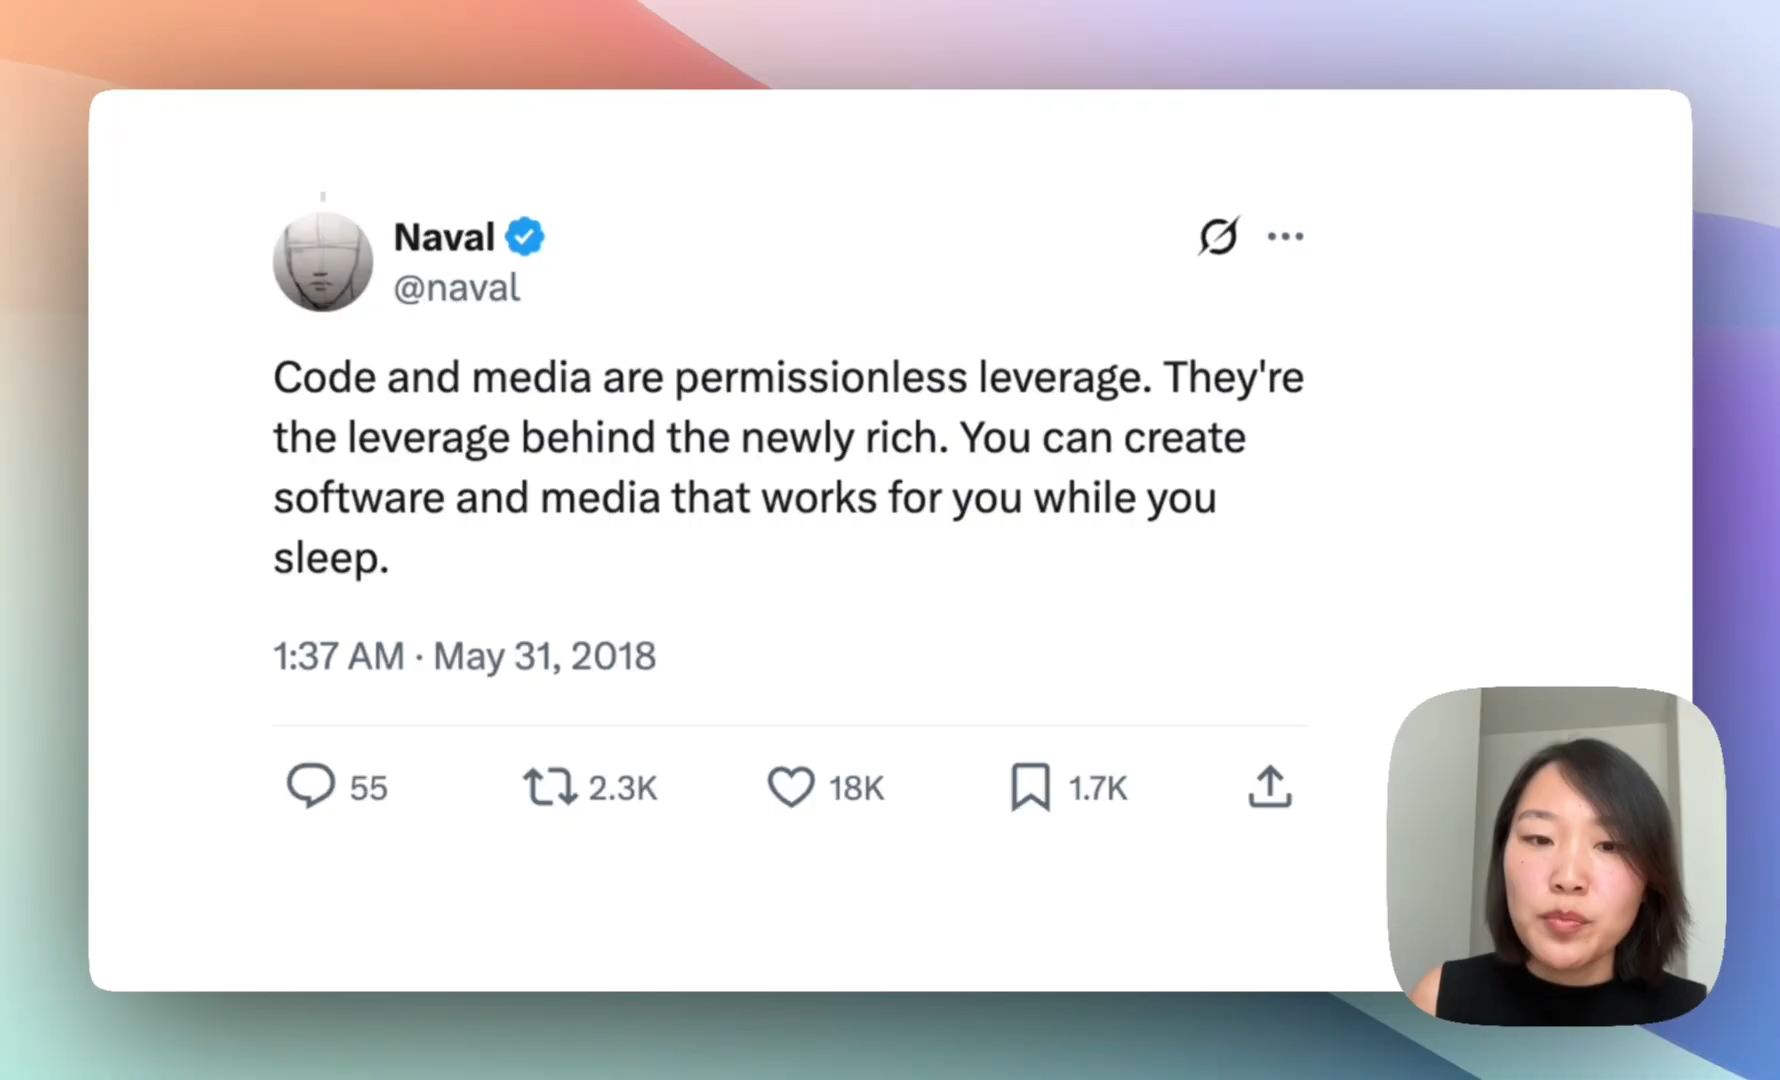 Naval
@naval
Code and media are permissionless leverage. They're
the leverage behind the newly rich. You can create
software and media that works for you while you
sleep.
1:37 AM · May 31, 2018
55 2.3K 18K 1.7K